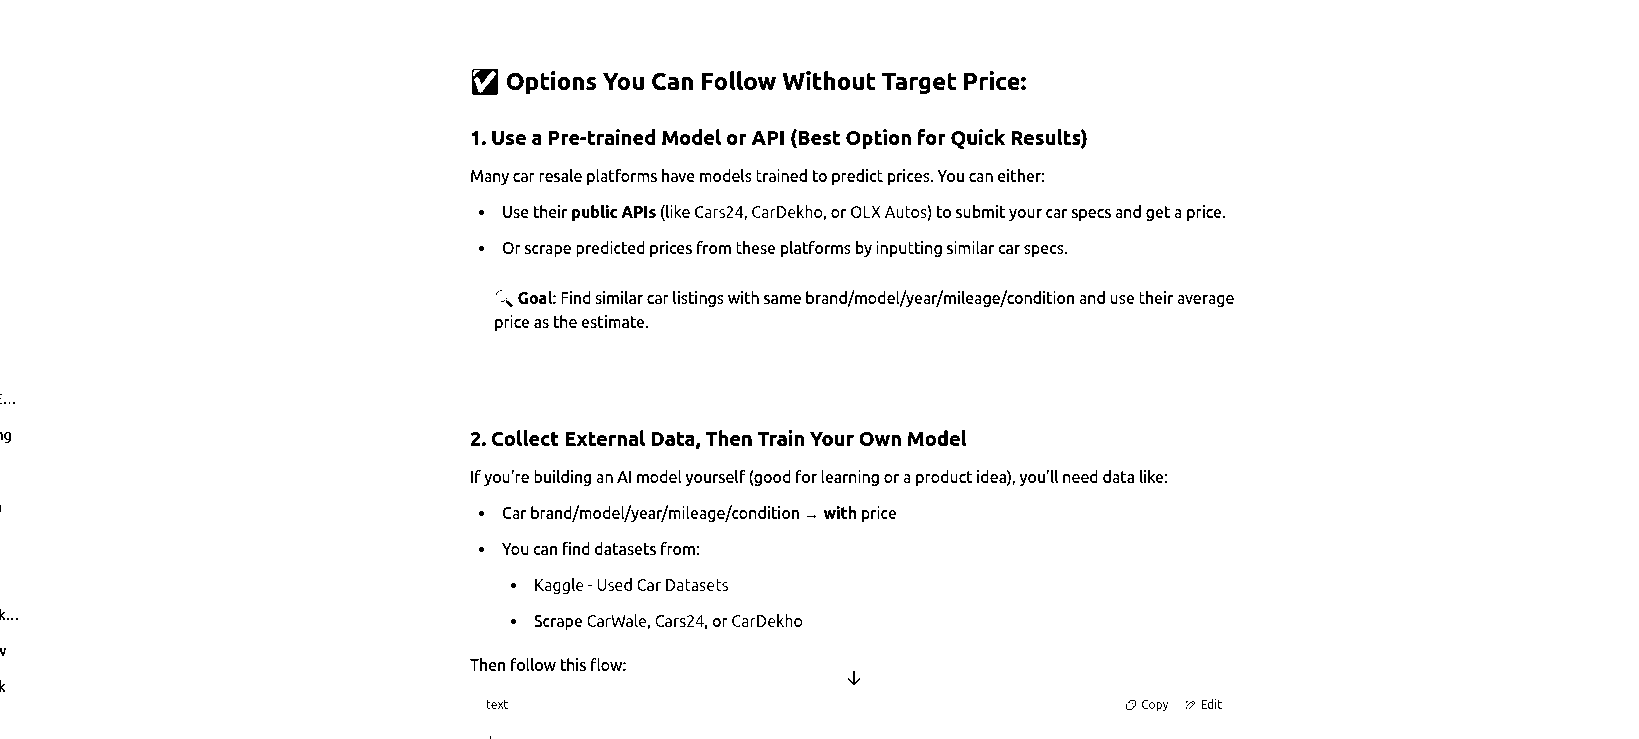 ☑ Options You Can Follow Without Target Price:
1. Use a Pre-trained Model or API (Best Option for Quick Results)
Many car resale platforms have models trained to predict prices. You can either:
• Use their public APIs (like Cars24, CarDekho, or OLX Autos) to submit your car specs and get a price.
• Or scrape predicted prices from these platforms by inputting similar car specs.
🔍 Goal: Find similar car listings with same brand/model/year/mileage/condition and use their average
price as the estimate.
2. Collect External Data, Then Train Your Own Model
If you're building an AI model yourself (good for learning or a product idea), you'll need data like:
• Car brand/model/year/mileage/condition → with price
• You can find datasets from:
• Kaggle - Used Car Datasets
• Scrape CarWale, Cars24, or CarDekho
Then follow this flow:
text
Copy Edit